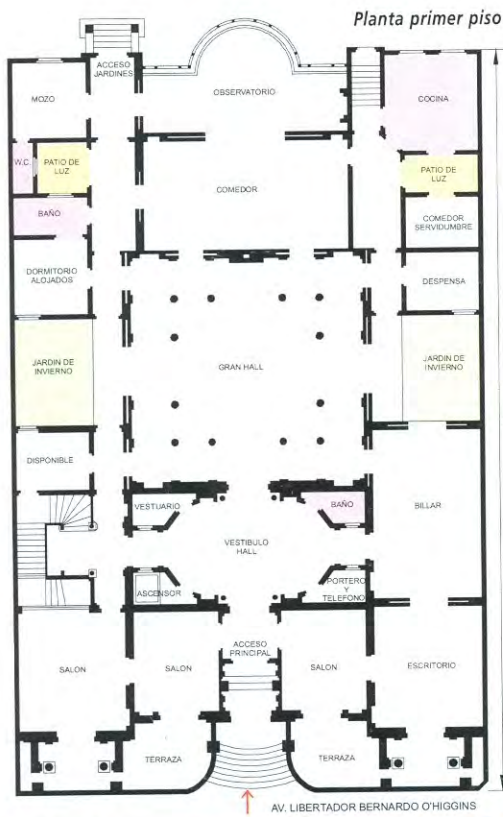 Planta primer piso
ACCESO
JARDINES
OBSERVATORIO
MOZO
COCINA
W.C.
PATIO DE
LUZ
COMEDOR
PATIO DE
LUZ
BAÑO
COMEDOR
SERVIDUMBRE
DORMITORIO
ALOJADOS
DESPENSA
JARDIN DE
INVIERNO
GRAN HALL
JARDIN DE
INVIERNO
DISPONIBLE
VESTUARIO
BAÑO
BILLAR
VESTIBULO
HALL
ASCENSOR
PORTERO
Y
TELEFONO
ACCESO
PRINCIPAL
SALON
SALON
SALON
ESCRITORIO
TERRAZA
TERRAZA
AV. LIBERTADOR BERNARDO O'HIGGINS